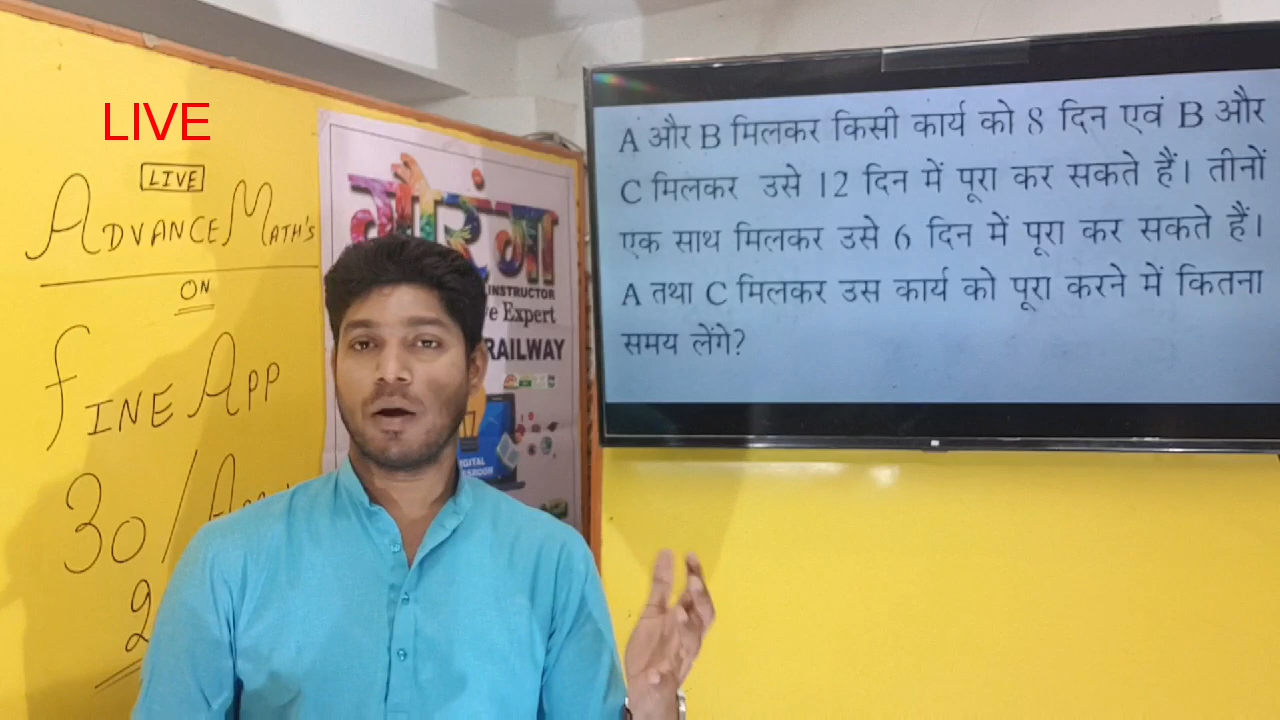 LIVE
LIVE
ADVANCE MATH'S
ON
FINE APP
30/
2
गौरंगा
INSTRUCTOR
Expert
RAILWAY
A और B मिलकर किसी कार्य को 8 दिन एवं B और
C मिलकर उसे 12 दिन में पूरा कर सकते हैं। तीनों
एक साथ मिलकर उसे 6 दिन में पूरा कर सकते हैं।
A तथा C मिलकर उस कार्य को पूरा करने में कितना
समय लेंगे?